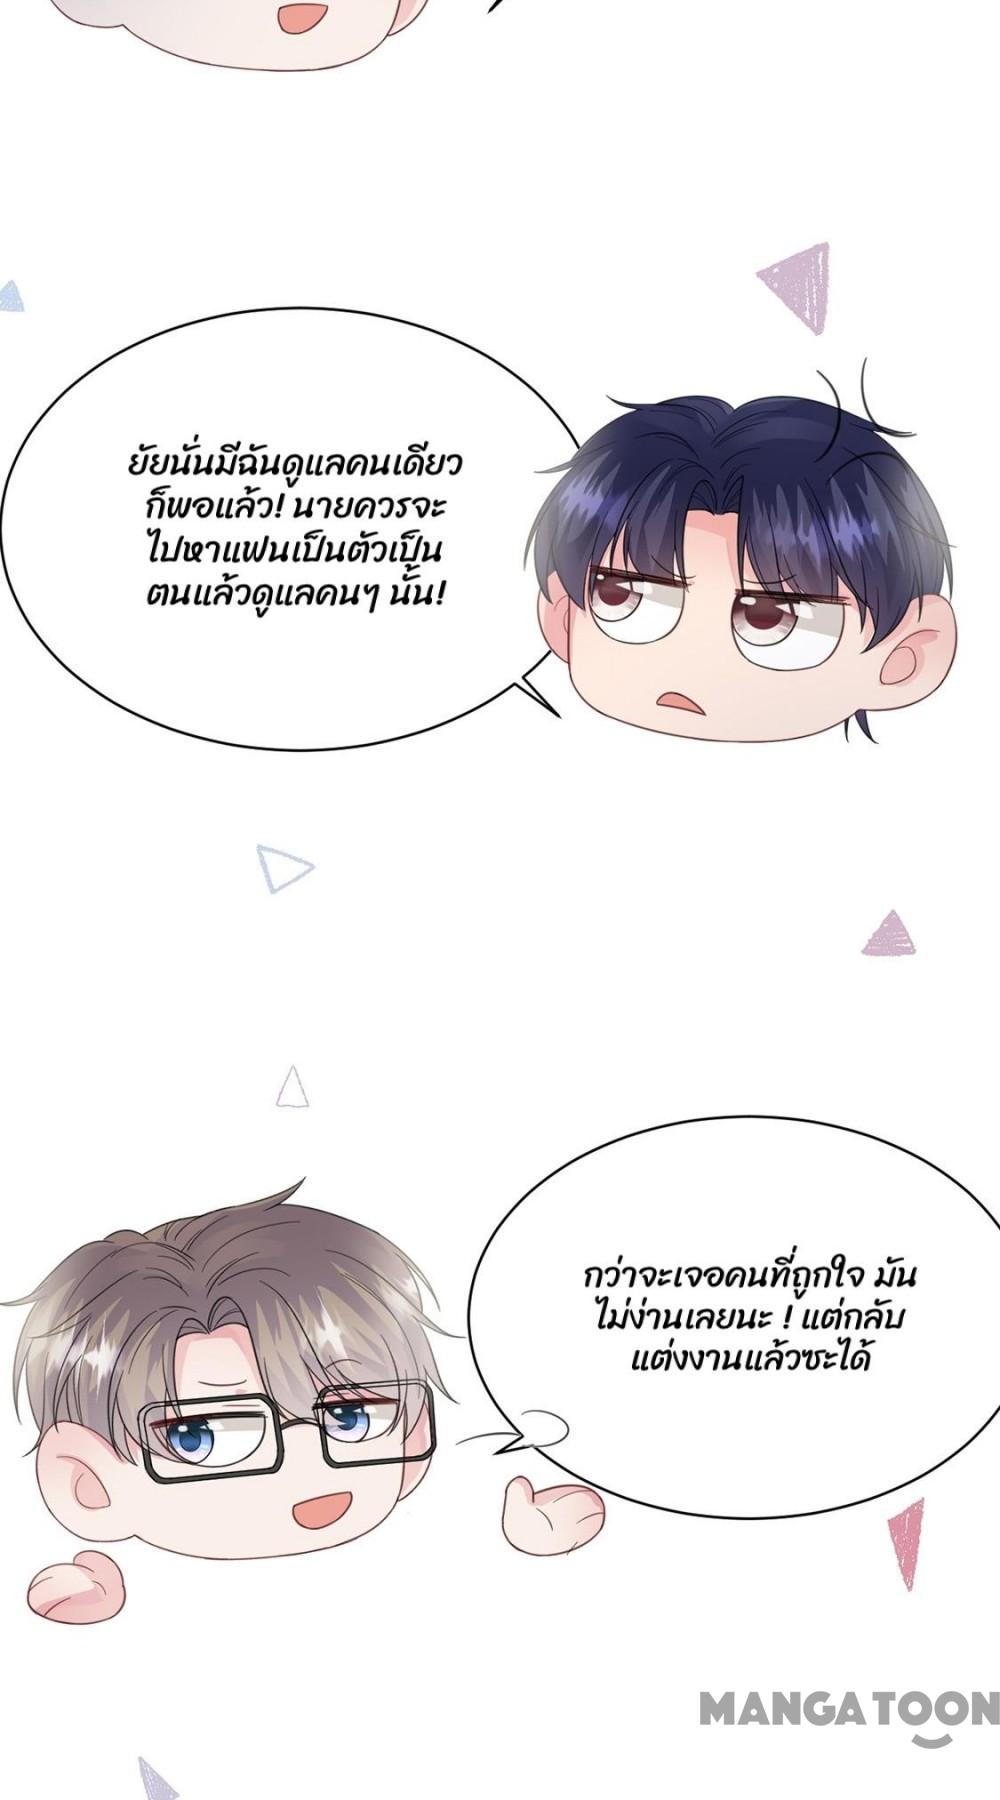 ยัยนั่นมีฉันดูแลคนเดียว
ก็พอแล้ว! นายควรจะ
ไปหาแฟนเป็นตัวเป็น
ตนแล้วดูแลคนๆ นั้น!
กว่าจะเจอคนที่ถูกใจ มัน
ไม่ง่านเลยนะ ! แต่กลับ
แต่งงานแล้วซะได้
MANGATOON